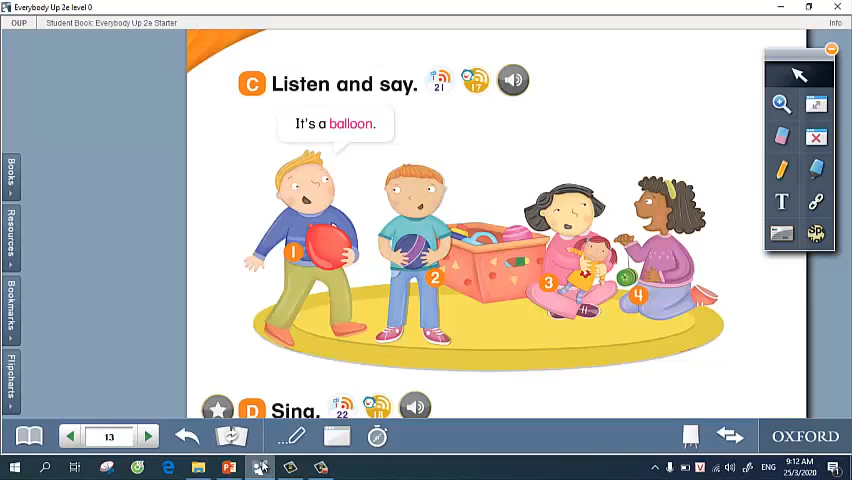 Everybody Up 2e level 0
OUP Student Book: Everybody Up 2e Starter Info
C Listen and say. 21 17
It's a balloon.
1
2
3
4
Books
Resources
Bookmarks
Flipcharts
T
sp
D Sing. 22 18
13
OXFORD
V ENG
9:12 AM
25/3/2020